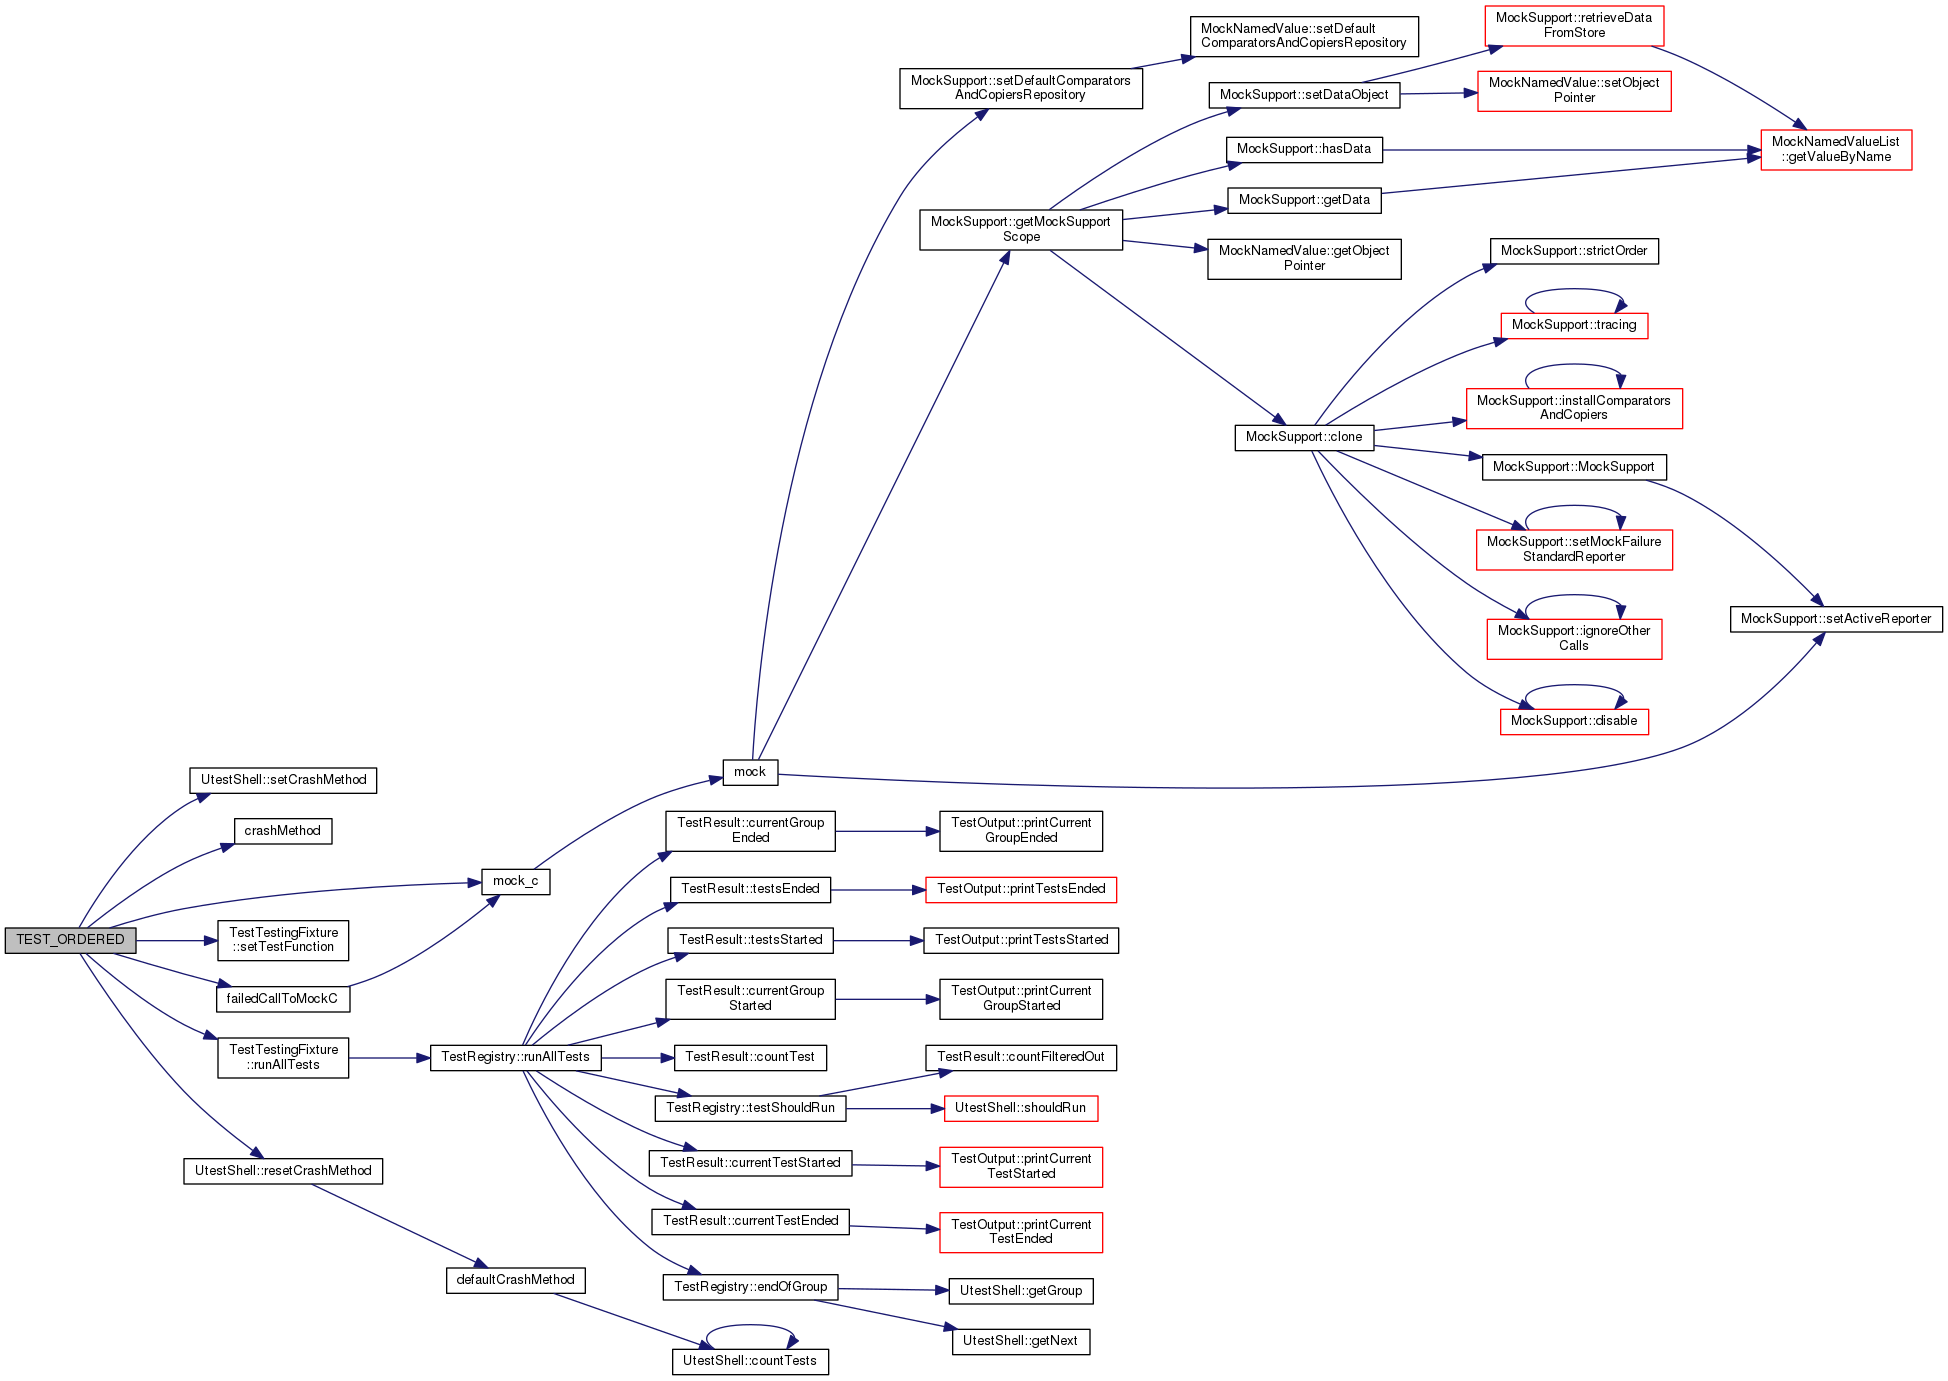 MockSupport::retrieveData
FromStore
MockNamedValue::setDefault
ComparatorsAndCopiersRepository
MockSupport::setDefaultComparators
AndCopiersRepository
MockSupport::setDataObject
MockNamedValue::setObject
Pointer
MockSupport::hasData
MockNamedValueList
::getValueByName
MockSupport::getData
MockSupport::getMockSupport
Scope
MockNamedValue::getObject
Pointer
MockSupport::strictOrder
MockSupport::tracing
MockSupport::installComparators
AndCopiers
MockSupport::clone
MockSupport::MockSupport
MockSupport::setMockFailure
StandardReporter
MockSupport::setActiveReporter
MockSupport::ignoreOther
Calls
MockSupport::disable
mock
UtestShell::setCrashMethod
crashMethod
TestResult::currentGroup
Ended
TestOutput::printCurrent
GroupEnded
mock_c
TestResult::testsEnded
TestOutput::printTestsEnded
TEST_ORDERED
TestTestingFixture
::setTestFunction
TestResult::testsStarted
TestOutput::printTestsStarted
failedCallToMockC
TestResult::currentGroup
Started
TestOutput::printCurrent
GroupStarted
TestTestingFixture
::runAllTests
TestRegistry::runAllTests
TestResult::countTest
TestResult::countFilteredOut
TestRegistry::testShouldRun
UtestShell::shouldRun
UtestShell::resetCrashMethod
TestResult::currentTestStarted
TestOutput::printCurrent
TestStarted
TestResult::currentTestEnded
TestOutput::printCurrent
TestEnded
defaultCrashMethod
TestRegistry::endOfGroup
UtestShell::getGroup
UtestShell::getNext
UtestShell::countTests